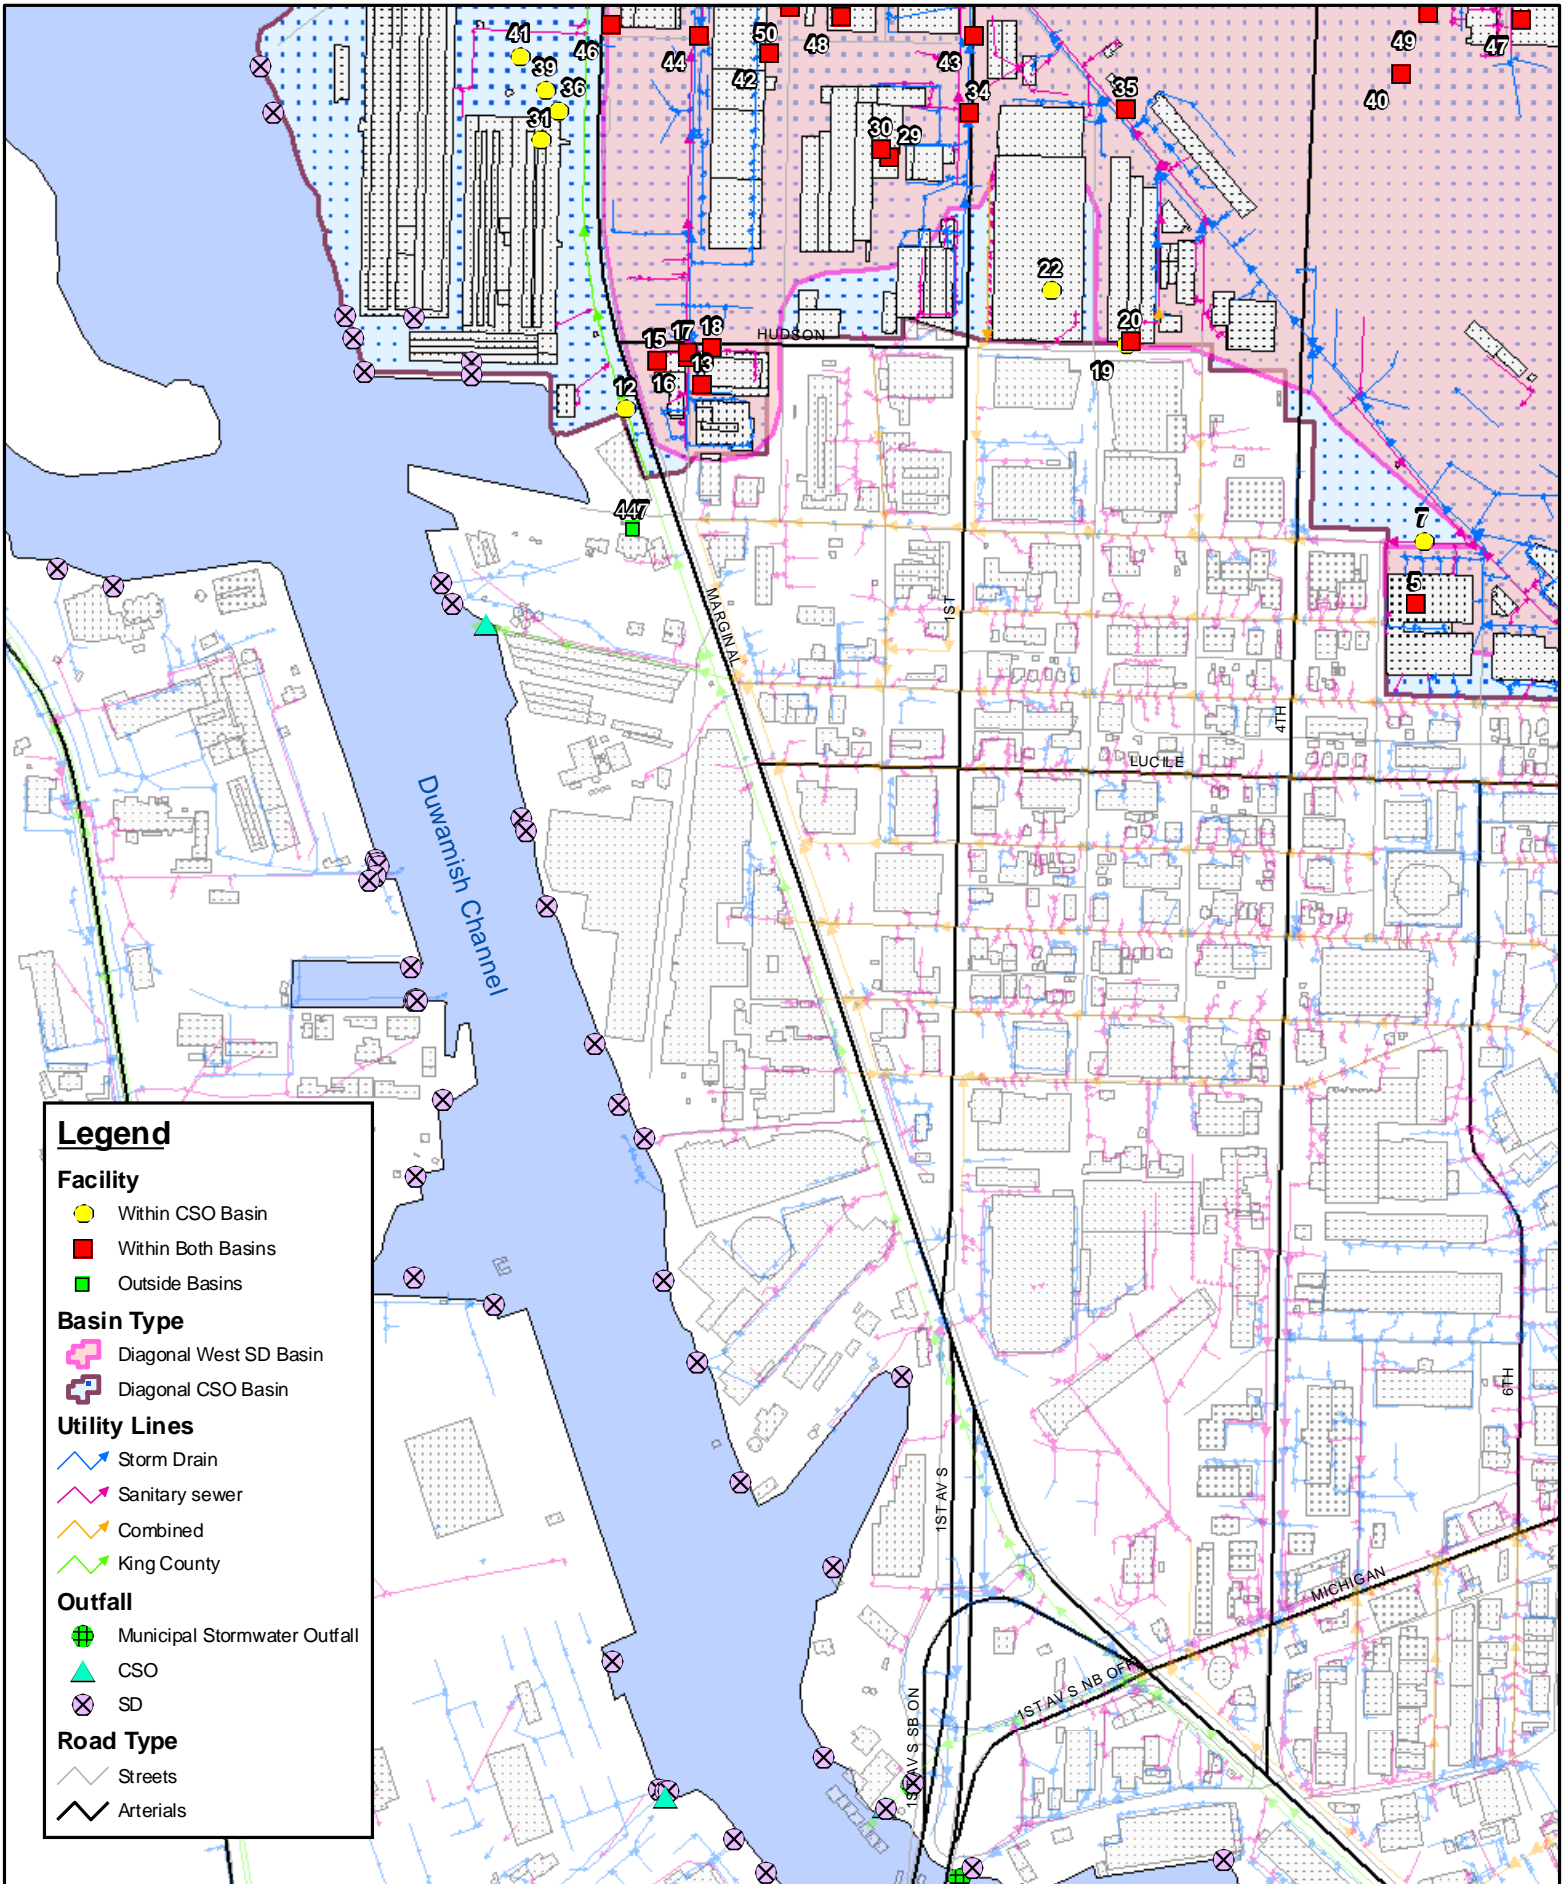 41
50
48
49
47
46
44
42
43
39
36
35
34
40
31
30
29
22
20
19
18
17
15
16
13
12
HUDSON
447
7
5
MARGINAL
1ST
4TH
LUCILE
Duwamish Channel
6TH
1ST AV S
MICHIGAN
1ST AV S NB OFF
1ST AV S SB ON
Legend
Facility
Within CSO Basin
Within Both Basins
Outside Basins
Basin Type
Diagonal West SD Basin
Diagonal CSO Basin
Utility Lines
Storm Drain
Sanitary sewer
Combined
King County
Outfall
Municipal Stormwater Outfall
CSO
SD
Road Type
Streets
Arterials